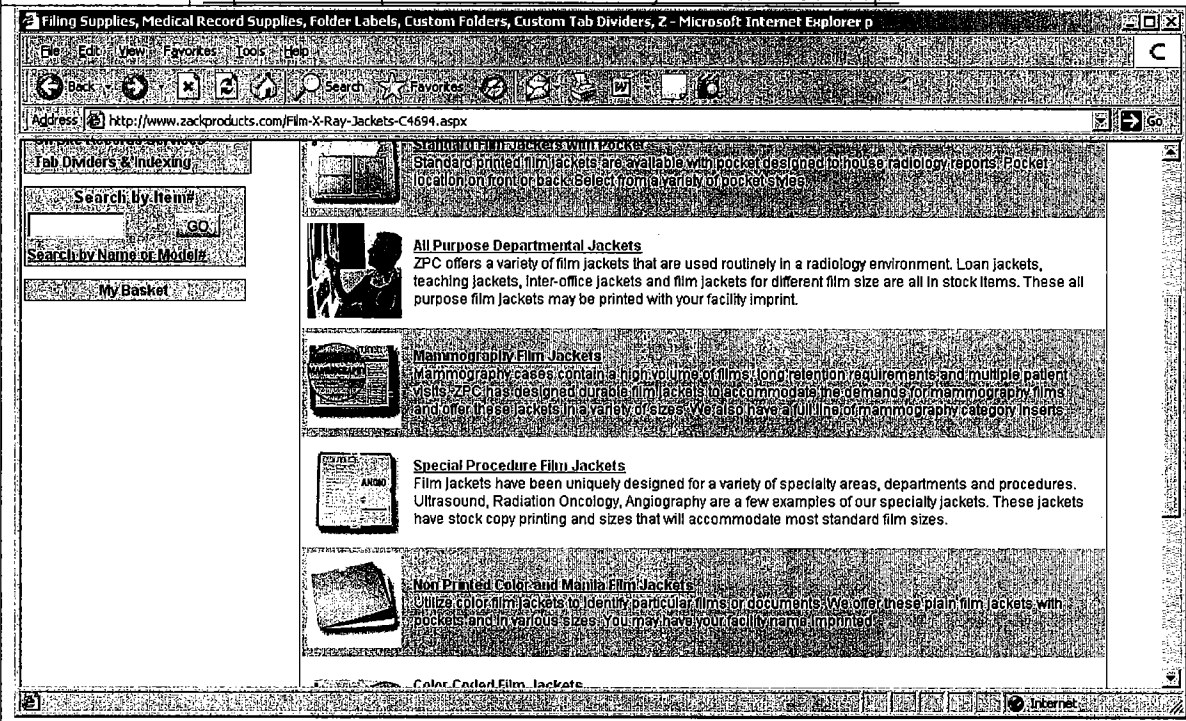 Filing Supplies, Medical Record Supplies, Folder Labels, Custom Folders, Custom Tab Dividers, Z - Microsoft Internet Explorer p
File Edit View Favorites Tools Help
Back Search Favorites
Address http://www.zackproducts.com/Film-X-Ray-Jackets-C4694.aspx Go
Tab Dividers & Indexing
Search by Item#
GO
Search by Name or Model#
My Basket
Standard Film Jackets with Pocket
Standard printed film jackets are available with pocket designed to house radiology reports. Pocket
location on front or back. Select from a variety of pocket styles.
All Purpose Departmental Jackets
ZPC offers a variety of film jackets that are used routinely in a radiology environment. Loan jackets,
teaching jackets, inter-office jackets and film jackets for different film size are all in stock items. These all
purpose film jackets may be printed with your facility imprint.
MAMMOGRAPHY
Mammography Film Jackets
Mammography cases contain a high volume of films, long retention requirements and multiple patient
visits. ZPC has designed durable film jackets to accommodate the demands for mammography films
and offer these jackets in a variety of sizes. We also have a full line of mammography category inserts.
ANGIO
Special Procedure Film Jackets
Film jackets have been uniquely designed for a variety of specialty areas, departments and procedures.
Ultrasound, Radiation Oncology, Angiography are a few examples of our specialty jackets. These jackets
have stock copy printing and sizes that will accommodate most standard film sizes.
Non Printed Color and Manila Film Jackets
Utilize color film jackets to identify particular films or documents. We offer these plain film jackets with
pockets and in various sizes. You may have your facility name imprinted.
Color Coded Film Jackets
Internet